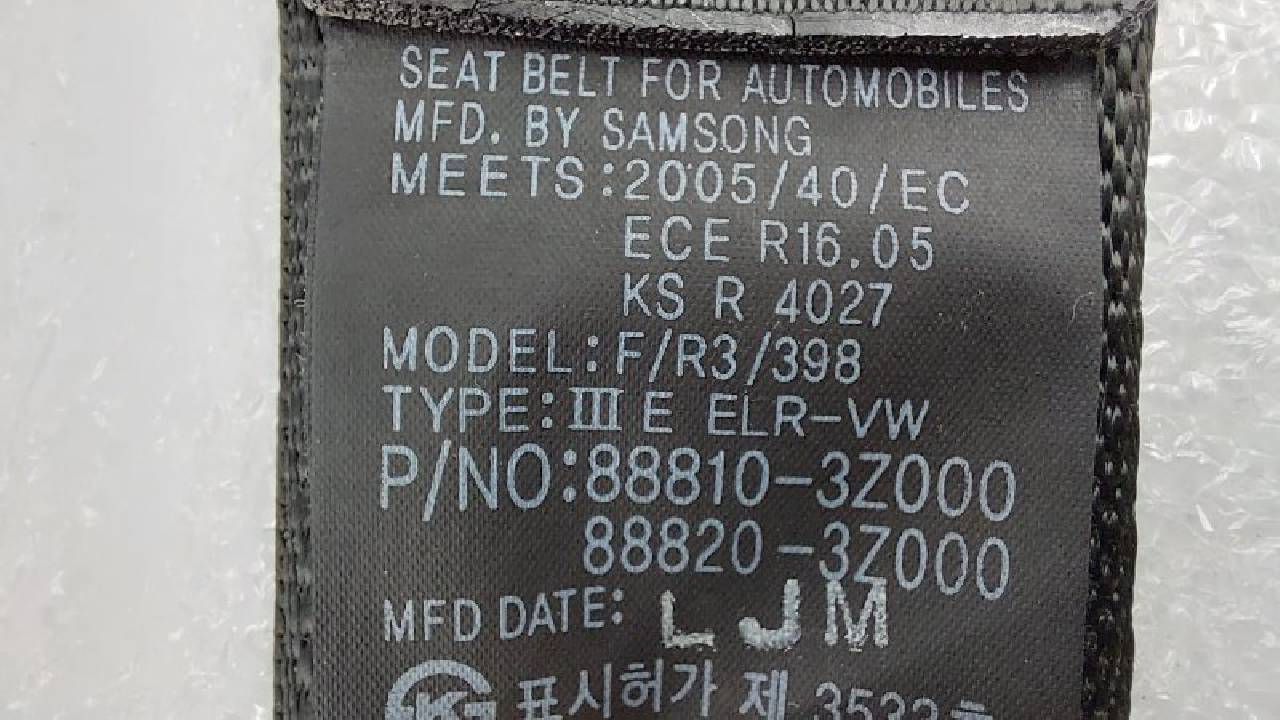 SEAT BELT FOR AUTOMOBILES
MFD. BY SAMSONG
MEETS:2005/40/EC
ECE R16.05
KS R 4027
MODEL:F/R3/398
TYPE:Ⅲ E ELR-VW
P/NO:88810-3Z000
88820-3Z000
MFD DATE: LJM
표시허가 제